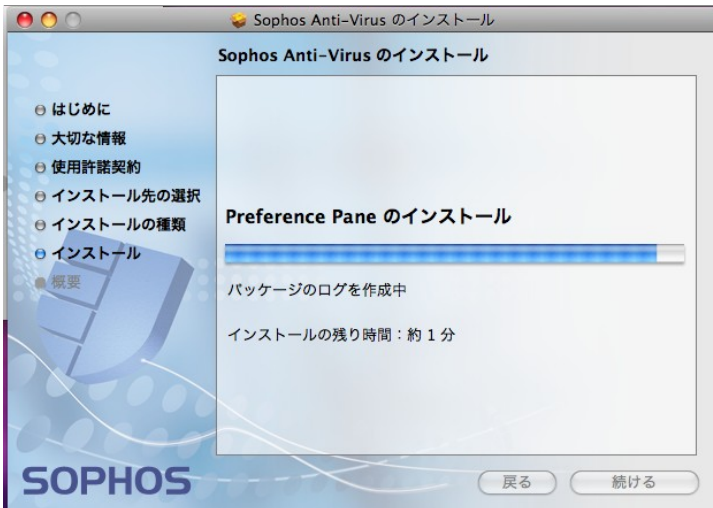 Sophos Anti-Virus のインストール
Sophos Anti-Virus のインストール
はじめに
大切な情報
使用許諾契約
インストール先の選択
インストールの種類
インストール
概要
Preference Pane のインストール
パッケージのログを作成中
インストールの残り時間：約 1 分
SOPHOS
戻る
続ける